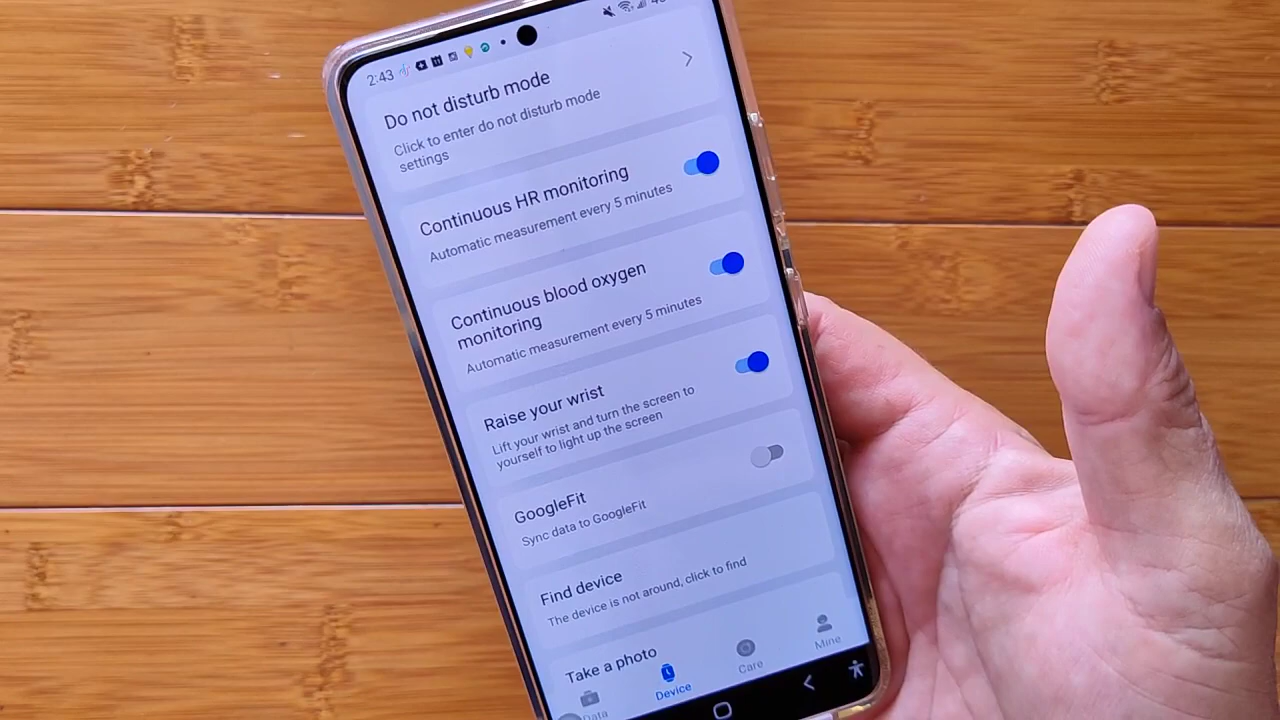 2:43
Do not disturb mode
Click to enter do not disturb mode
settings
Continuous HR monitoring
Automatic measurement every 5 minutes
Continuous blood oxygen
monitoring
Automatic measurement every 5 minutes
Raise your wrist
Lift your wrist and turn the screen to
yourself to light up the screen
GoogleFit
Sync data to GoogleFit
Find device
The device is not around, click to find
Take a photo
Data
Device
Care
Mine